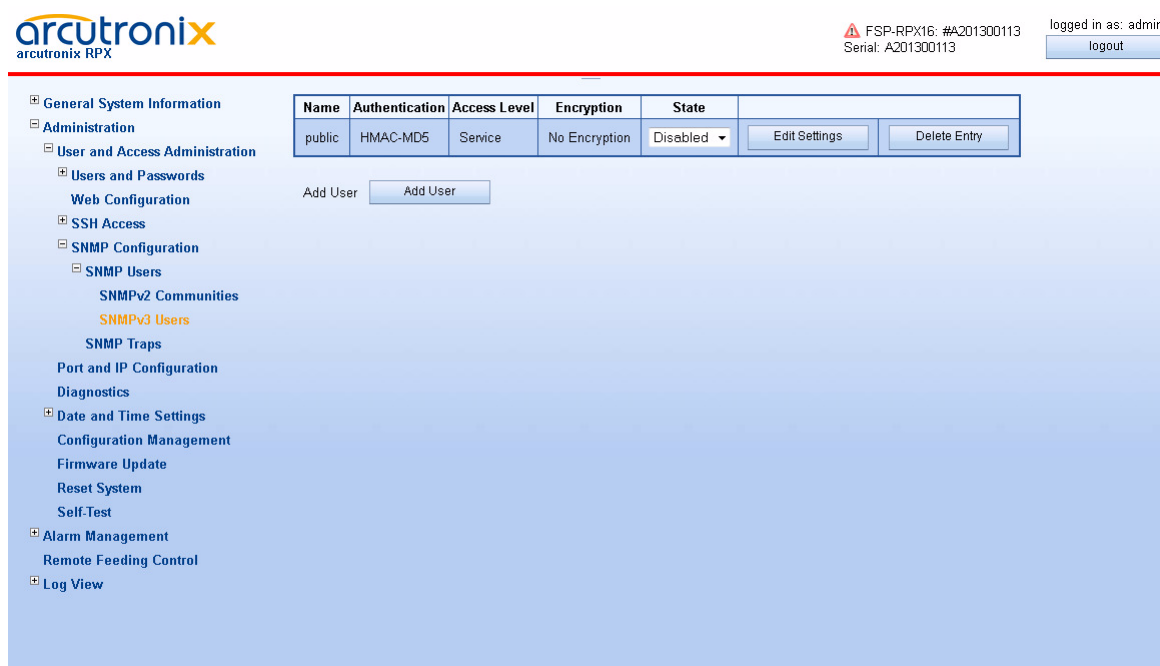 arcutronix
arcutronix RPX
FSP-RPX16: #A201300113
Serial: A201300113
logged in as: admin
logout
General System Information
Administration
User and Access Administration
Users and Passwords
Web Configuration
SSH Access
SNMP Configuration
SNMP Users
SNMPv2 Communities
SNMPv3 Users
SNMP Traps
Port and IP Configuration
Diagnostics
Date and Time Settings
Configuration Management
Firmware Update
Reset System
Self-Test
Alarm Management
Remote Feeding Control
Log View
Name Authentication Access Level Encryption State
public HMAC-MD5 Service No Encryption Disabled Edit Settings Delete Entry
Add User Add User